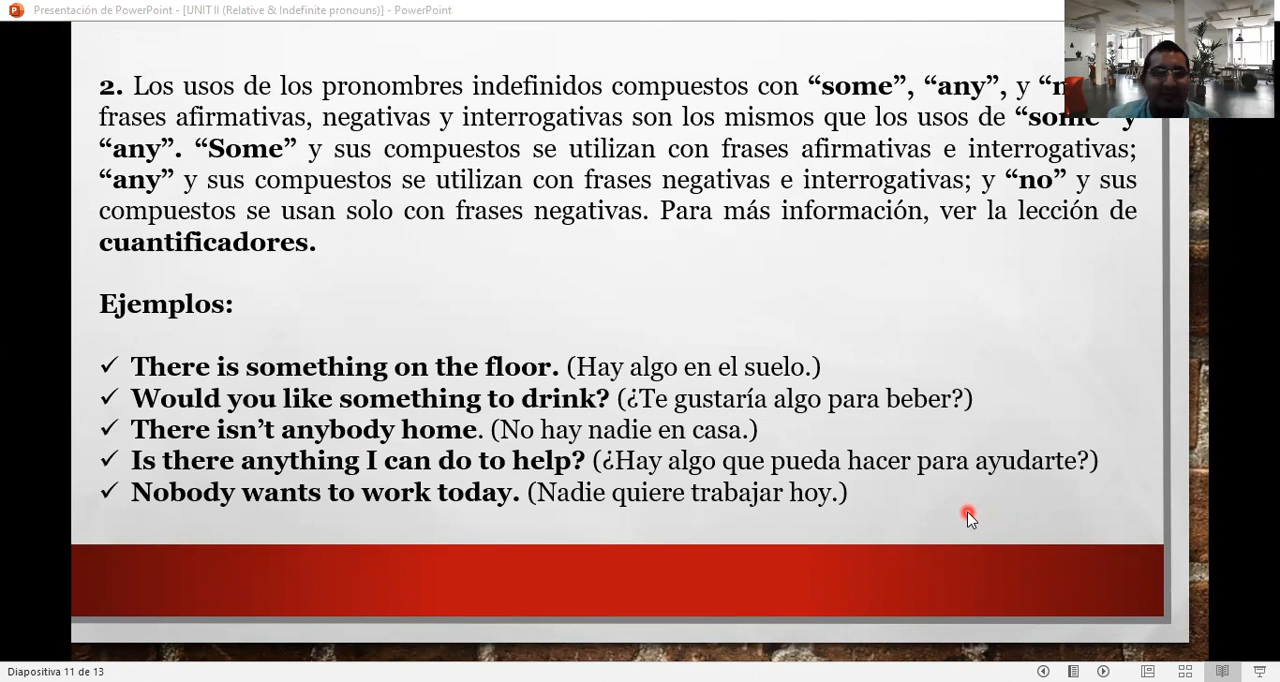 Presentación de PowerPoint - [UNIT II (Relative & Indefinite pronouns)] - PowerPoint
2. Los usos de los pronombres indefinidos compuestos con “some”, “any”, y
frases afirmativas, negativas y interrogativas son los mismos que los usos de “some” y
“any”. “Some” y sus compuestos se utilizan con frases afirmativas e interrogativas;
“any” y sus compuestos se utilizan con frases negativas e interrogativas; y “no” y sus
compuestos se usan solo con frases negativas. Para más información, ver la lección de
cuantificadores.
Ejemplos:
✓ There is something on the floor. (Hay algo en el suelo.)
✓ Would you like something to drink? (¿Te gustaría algo para beber?)
✓ There isn’t anybody home. (No hay nadie en casa.)
✓ Is there anything I can do to help? (¿Hay algo que pueda hacer para ayudarte?)
✓ Nobody wants to work today. (Nadie quiere trabajar hoy.)
Diapositiva 11 de 13